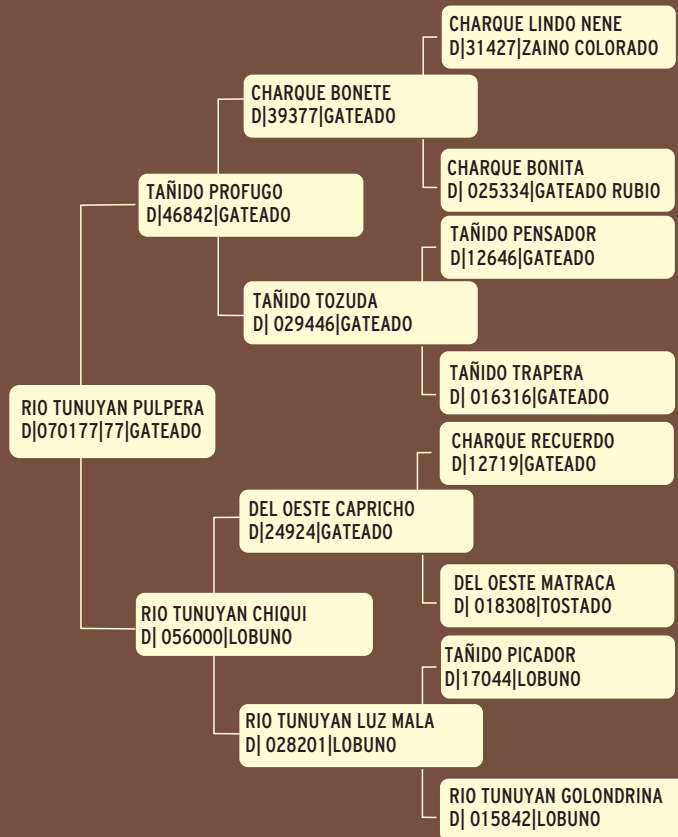 CHARQUE LINDO NENE
D|31427|ZAINO COLORADO
CHARQUE BONETE
D|39377|GATEADO
CHARQUE BONITA
D| 025334|GATEADO RUBIO
TAÑIDO PROFUGO
D|46842|GATEADO
TAÑIDO PENSADOR
D|12646|GATEADO
TAÑIDO TOZUDA
D| 029446|GATEADO
TAÑIDO TRAPERA
D| 016316|GATEADO
RIO TUNUYAN PULPERA
D|070177|77|GATEADO
CHARQUE RECUERDO
D|12719|GATEADO
DEL OESTE CAPRICHO
D|24924|GATEADO
DEL OESTE MATRACA
D| 018308|TOSTADO
RIO TUNUYAN CHIQUI
D| 056000|LOBUNO
TAÑIDO PICADOR
D|17044|LOBUNO
RIO TUNUYAN LUZ MALA
D| 028201|LOBUNO
RIO TUNUYAN GOLONDRINA
D| 015842|LOBUNO